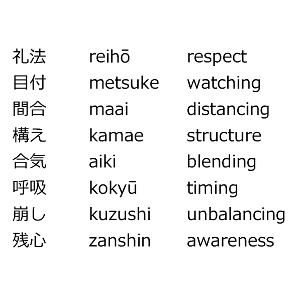 礼法 reihō respect
目付 metsuke watching
間合 maai distancing
構え kamae structure
合気 aiki blending
呼吸 kokyū timing
崩し kuzushi unbalancing
残心 zanshin awareness